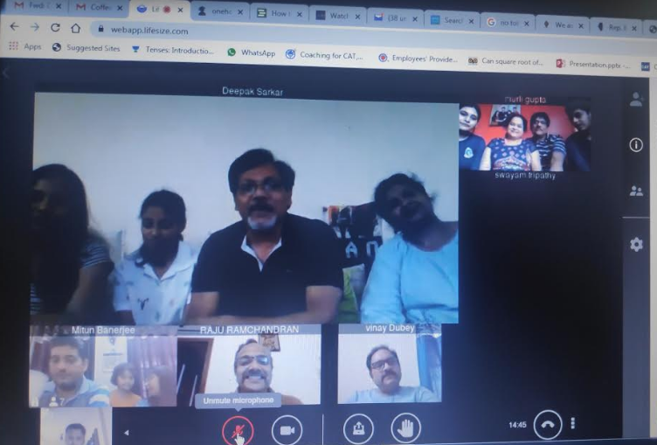 webapp.lifesize.com
Apps Suggested Sites Tenses: Introductio... WhatsApp Coaching for CAT,... Employees' Provide... Can square root of... Presentation.pptx
Deepak Sarkar
gupta
swayam tripathy
Mitun Banerjee RAJU RAMCHANDRAN vinay Dubey
Unmute microphone
14:45